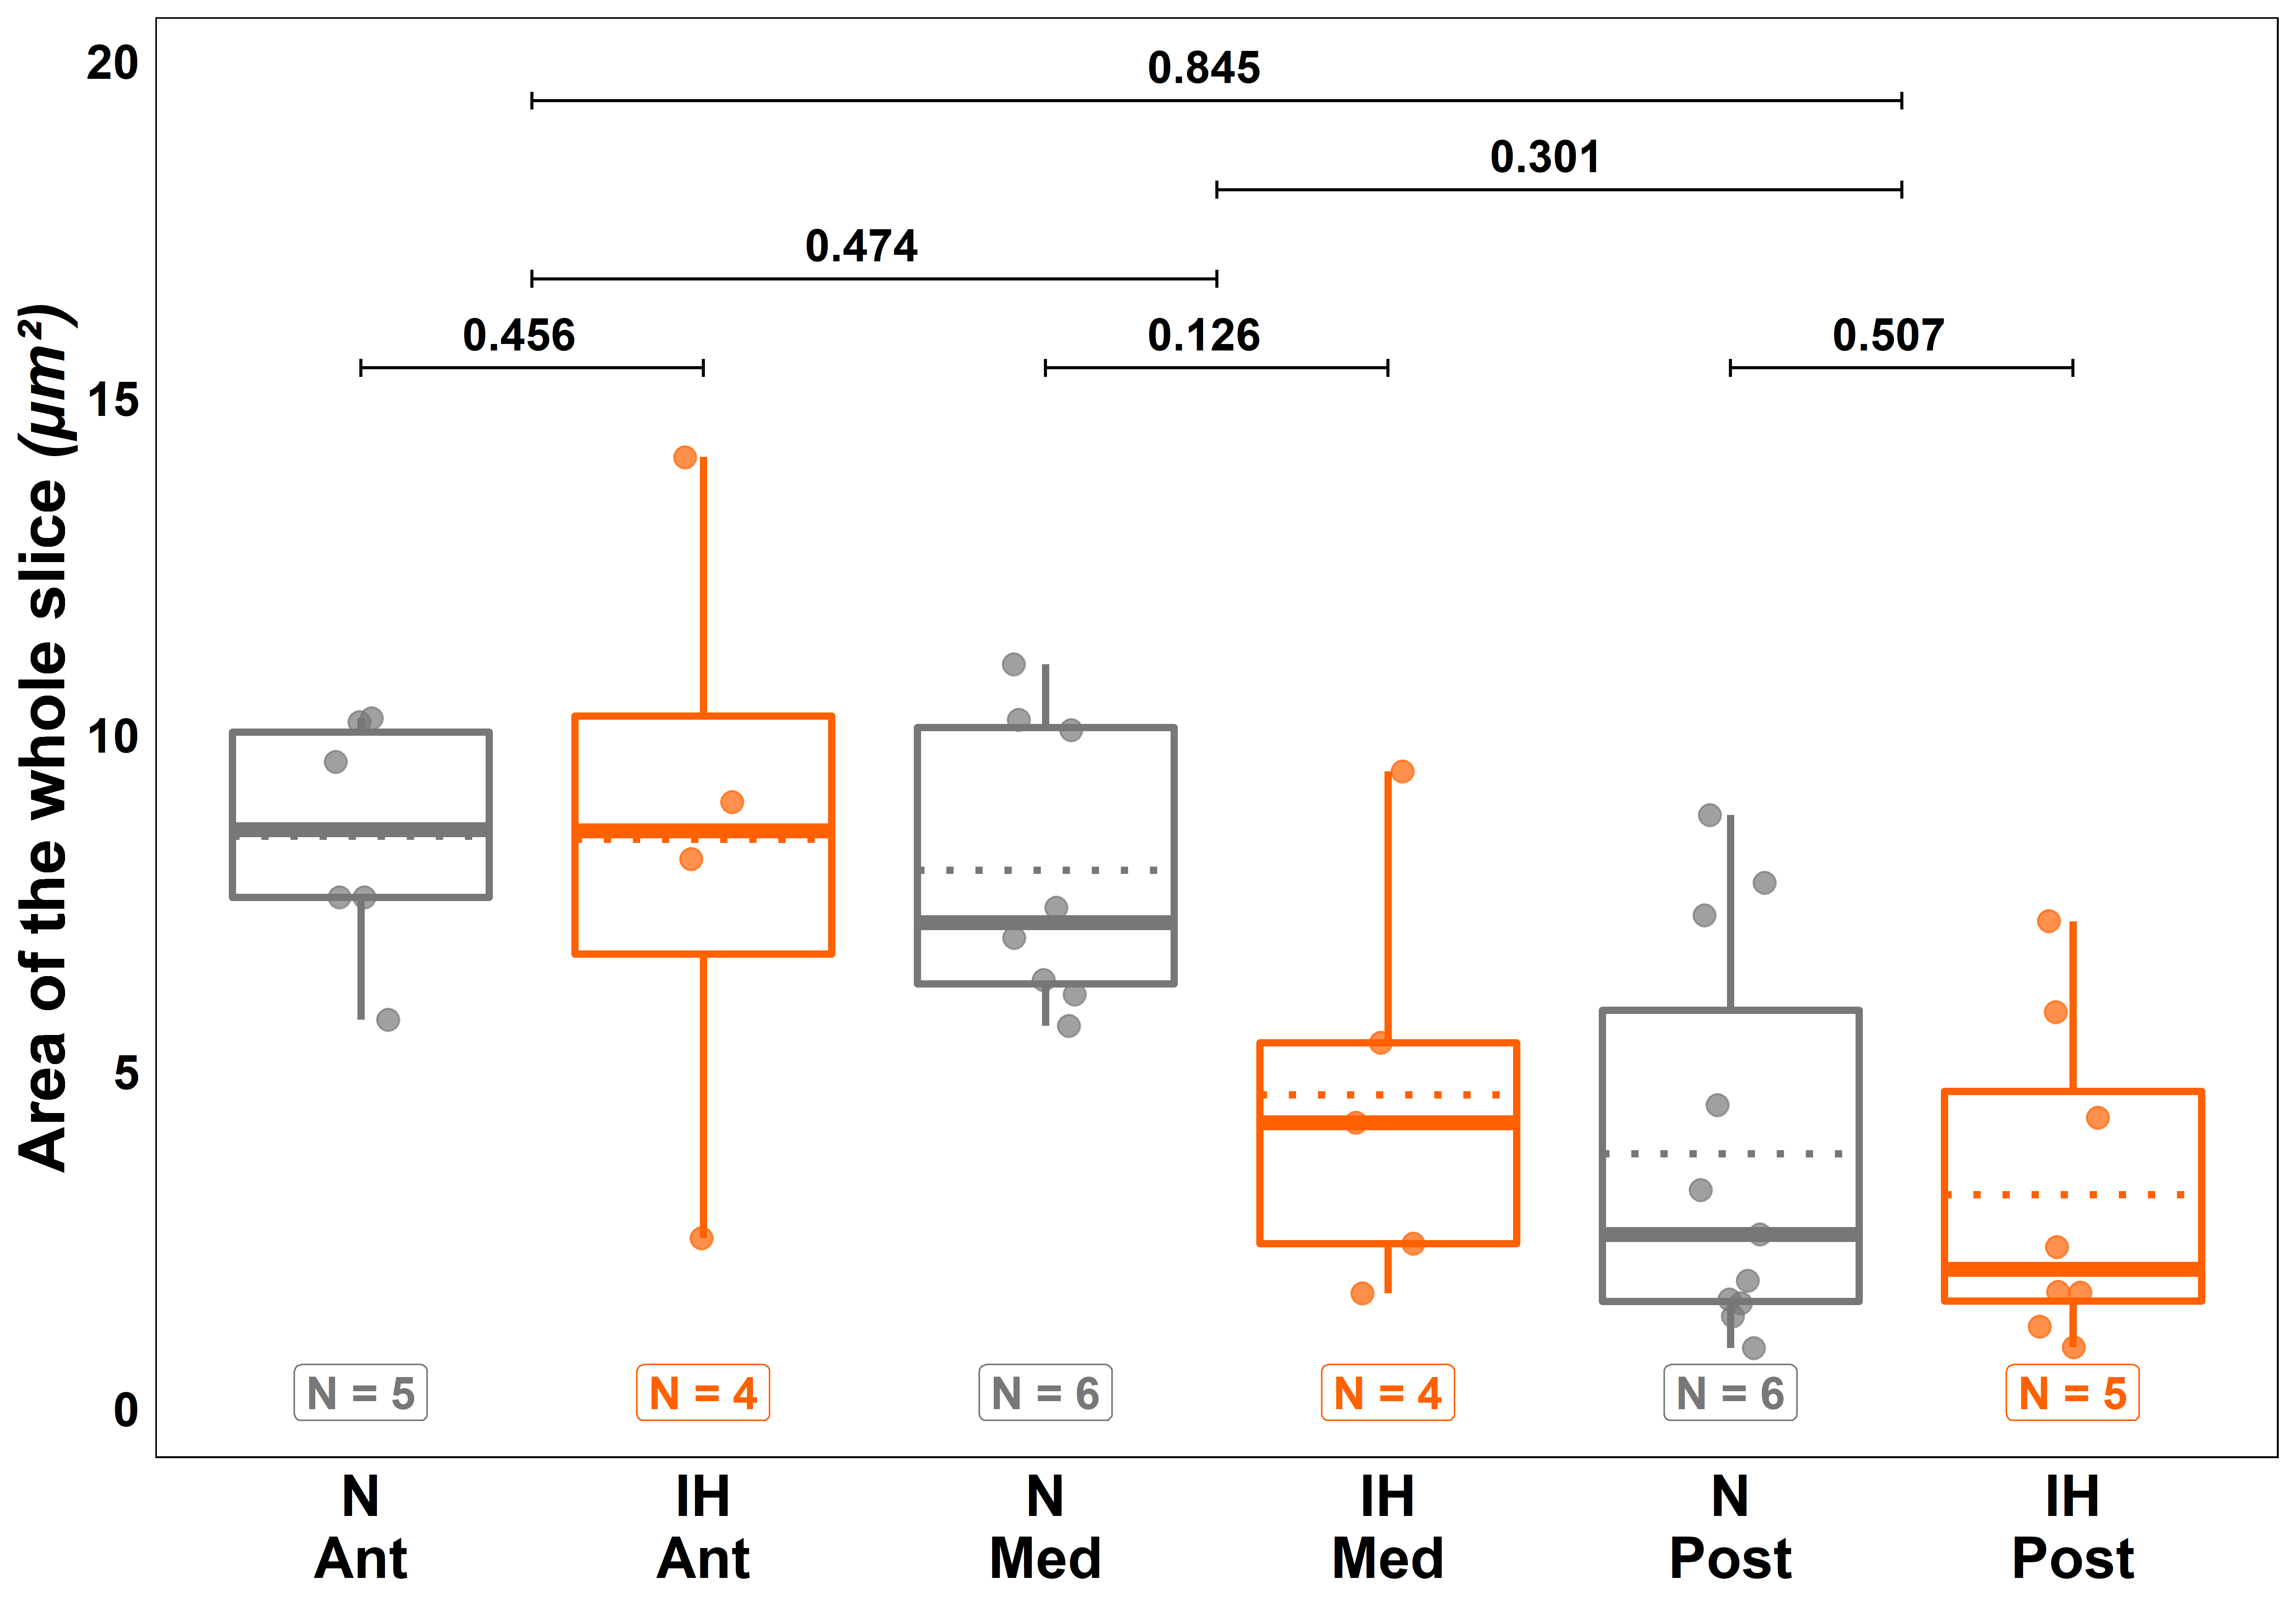 Area of the whole slice (µm²)
20
15
10
5
0
0.845
0.301
0.474
0.456
0.126
0.507
N = 5
N = 4
N = 6
N = 4
N = 6
N = 5
N
Ant
IH
Ant
N
Med
IH
Med
N
Post
IH
Post